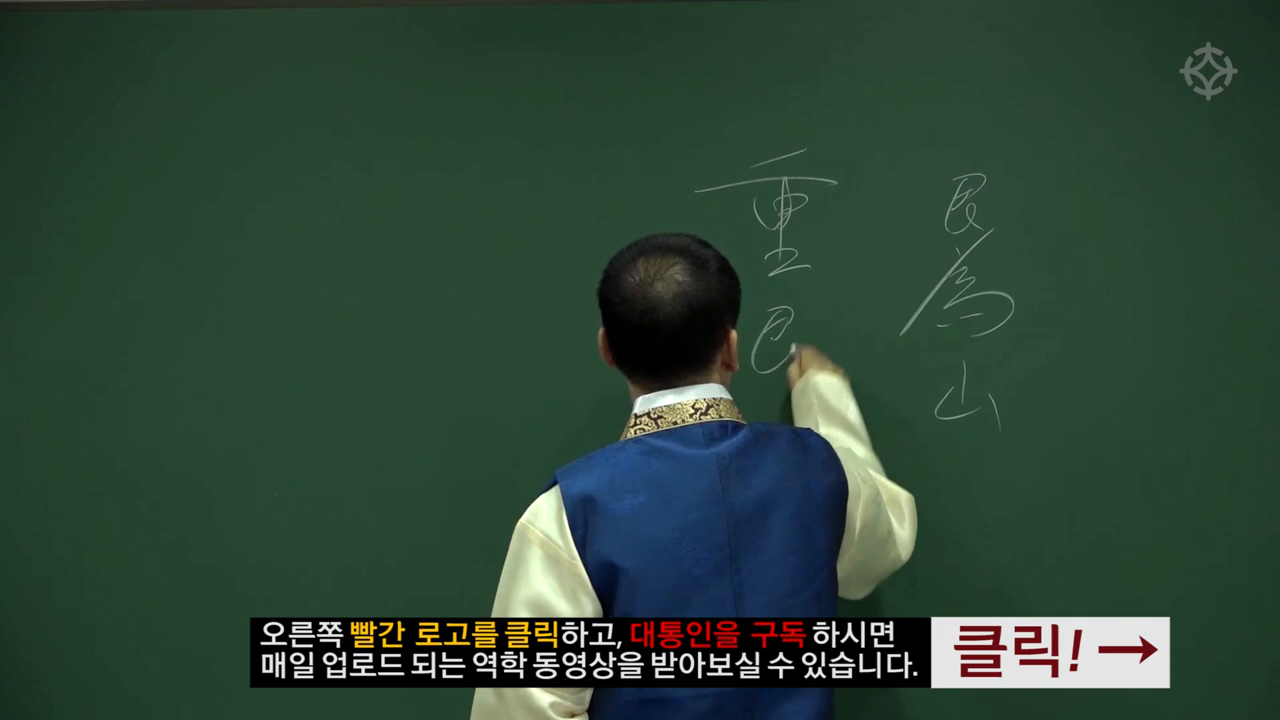 艮為山
重
오른쪽 빨간 로고를 클릭하고, 대통인을 구독 하시면
매일 업로드 되는 역학 동영상을 받아보실 수 있습니다.
클릭! →